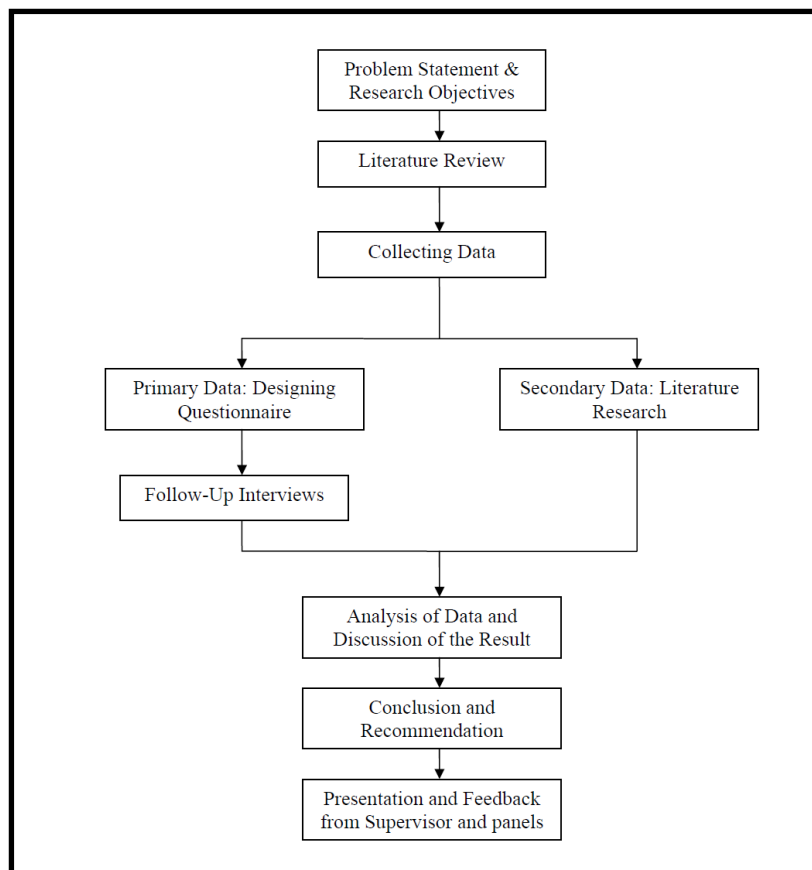 Problem Statement &
Research Objectives
Literature Review
Collecting Data
Primary Data: Designing
Questionnaire
Secondary Data: Literature
Research
Follow-Up Interviews
Analysis of Data and
Discussion of the Result
Conclusion and
Recommendation
Presentation and Feedback
from Supervisor and panels